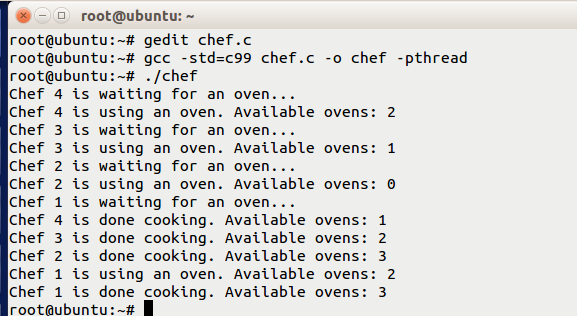 root@ubuntu: ~
root@ubuntu:~# gedit chef.c
root@ubuntu:~# gcc -std=c99 chef.c -o chef -pthread
root@ubuntu:~# ./chef
Chef 4 is waiting for an oven...
Chef 4 is using an oven. Available ovens: 2
Chef 3 is waiting for an oven...
Chef 3 is using an oven. Available ovens: 1
Chef 2 is waiting for an oven...
Chef 2 is using an oven. Available ovens: 0
Chef 1 is waiting for an oven...
Chef 4 is done cooking. Available ovens: 1
Chef 3 is done cooking. Available ovens: 2
Chef 2 is done cooking. Available ovens: 3
Chef 1 is using an oven. Available ovens: 2
Chef 1 is done cooking. Available ovens: 3
root@ubuntu:~#